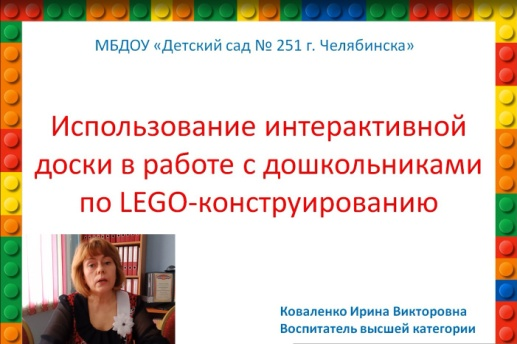 МБДОУ «Детский сад № 251 г. Челябинска»
Использование интерактивной
доски в работе с дошкольниками
по LEGO-конструированию
Коваленко Ирина Викторовна
Воспитатель высшей категории